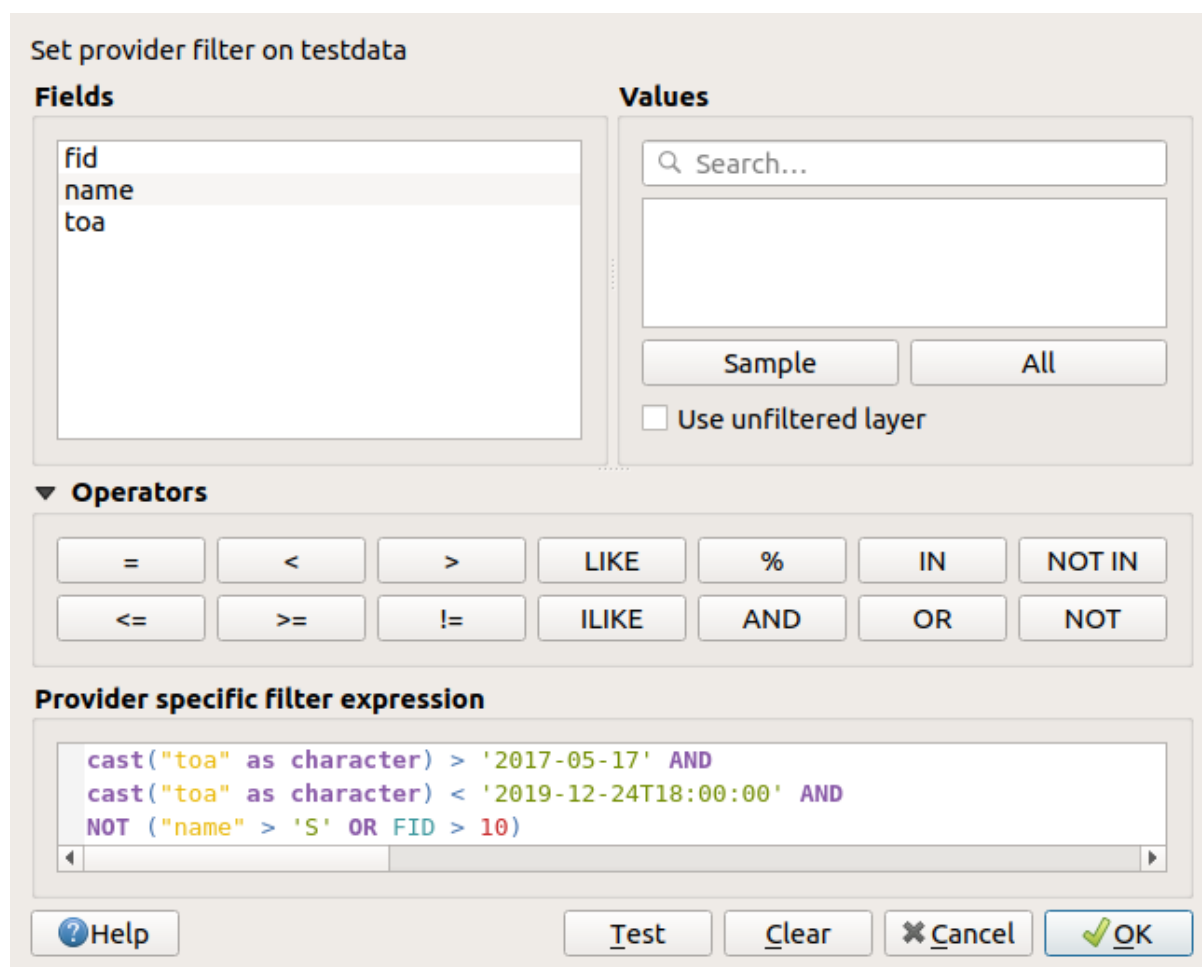 Set provider filter on testdata
Fields
Values
fid
name
toa
Search...
Sample
All
Use unfiltered layer
Operators
=
<
>
LIKE
%
IN
NOT IN
<=
>=
!=
ILIKE
AND
OR
NOT
Provider specific filter expression
cast("toa" as character) > '2017-05-17' AND
cast("toa" as character) < '2019-12-24T18:00:00' AND
NOT ("name" > 'S' OR FID > 10)
Help
Test
Clear
Cancel
OK